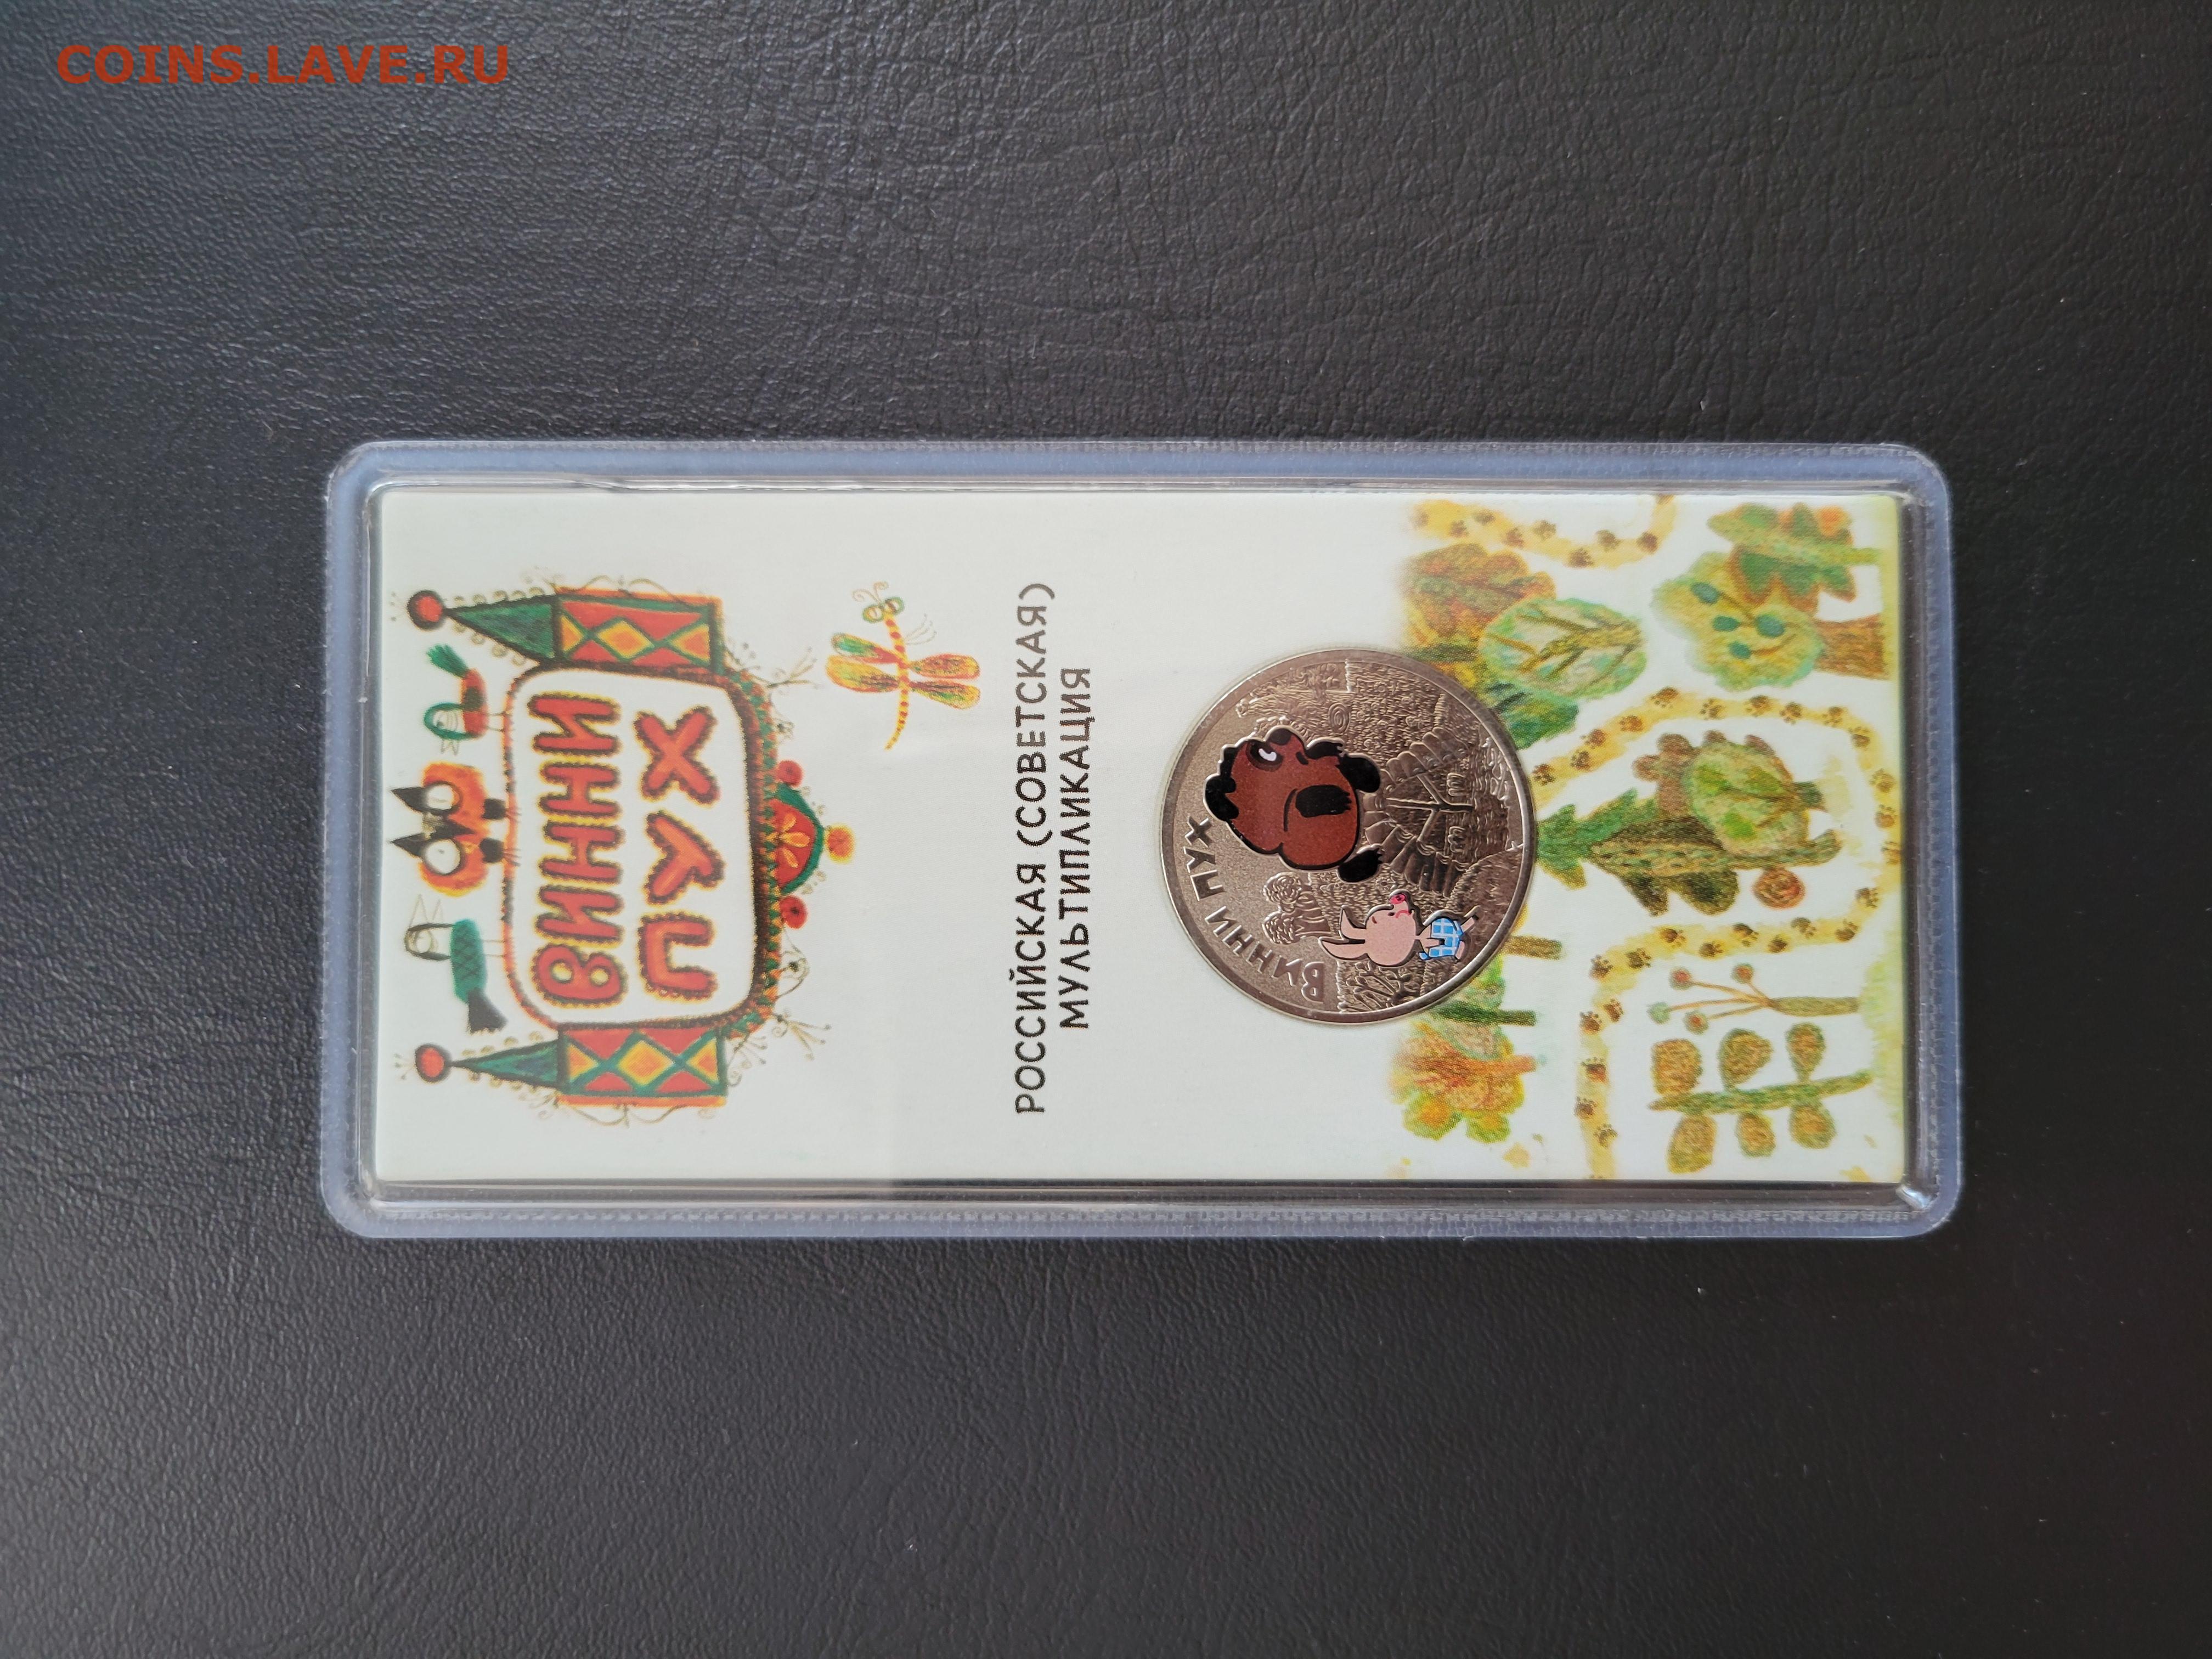 COINS.LAVE.RU
ВИННИ
ПУХ
РОССИЙСКАЯ (СОВЕТСКАЯ)
МУЛЬТИПЛИКАЦИЯ
ВИННИ ПУХ